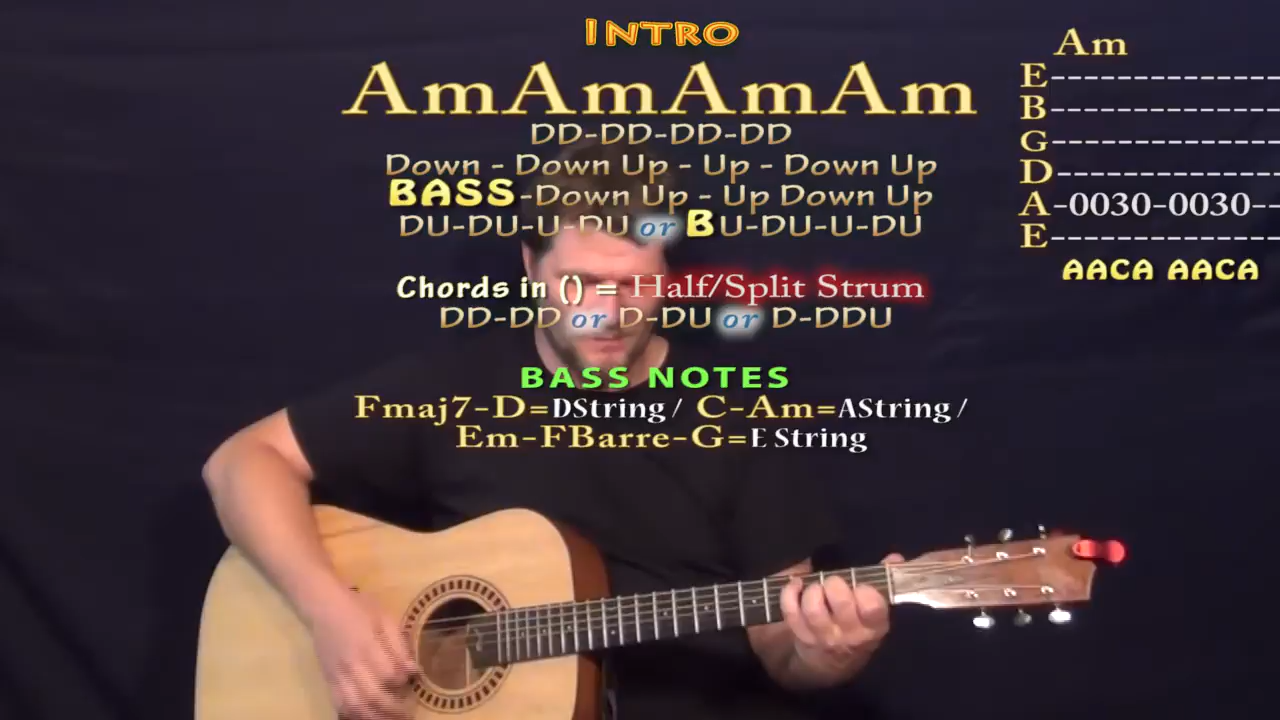 Intro
AmAmAmAm
DD-DD-DD-DD
Down - Down Up - Up - Down Up
BASS-Down Up - Up Down Up
DU-DU-U-DU or BU-DU-U-DU
Chords in () = Half/Split Strum
DD-DD or D-DU or D-DDU
BASS NOTES
Fmaj7-D=DString / C-Am=AString /
Em-FBarre-G=E String
Am
E--------------
B--------------
G--------------
D--------------
A-0030-0030--
E--------------
AACA AACA